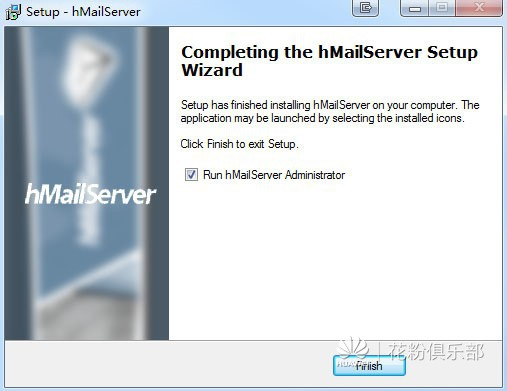 Setup - hMailServer
Completing the hMailServer Setup
Wizard
Setup has finished installing hMailServer on your computer. The
application may be launched by selecting the installed icons.
Click Finish to exit Setup.
Run hMailServer Administrator
hMailServer
花粉俱乐部
Finish